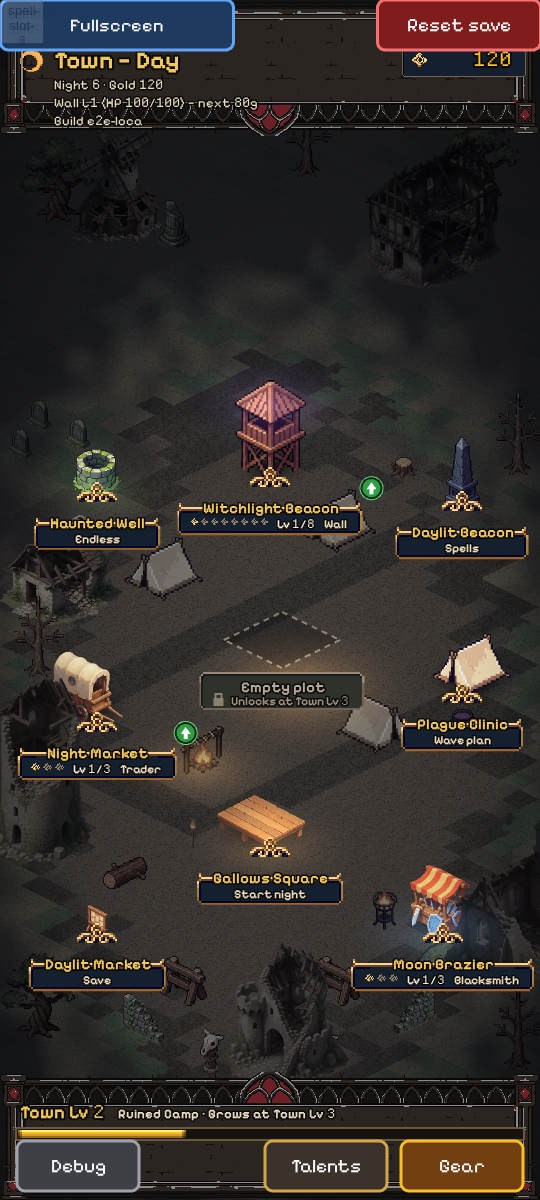 spell-
slot-
Fullscreen
Reset save
Town - Day
120
Night 6 · Gold 120
Wall L1 (HP 100/100) - next 80g
Build e2e-loca
Witchlight Beacon
Lv 1/8 Wall
Haunted Well
Endless
Daylit Beacon
Spells
Empty plot
Unlocks at Town Lv 3
Plague Clinic
Wave plan
Night Market
Lv 1/3 Trader
Gallows Square
Start night
Daylit Market
Save
Moon Brazier
Lv 1/3 Blacksmith
Town Lv 2 Ruined Camp · Grows at Town Lv 3
Debug
Talents
Gear